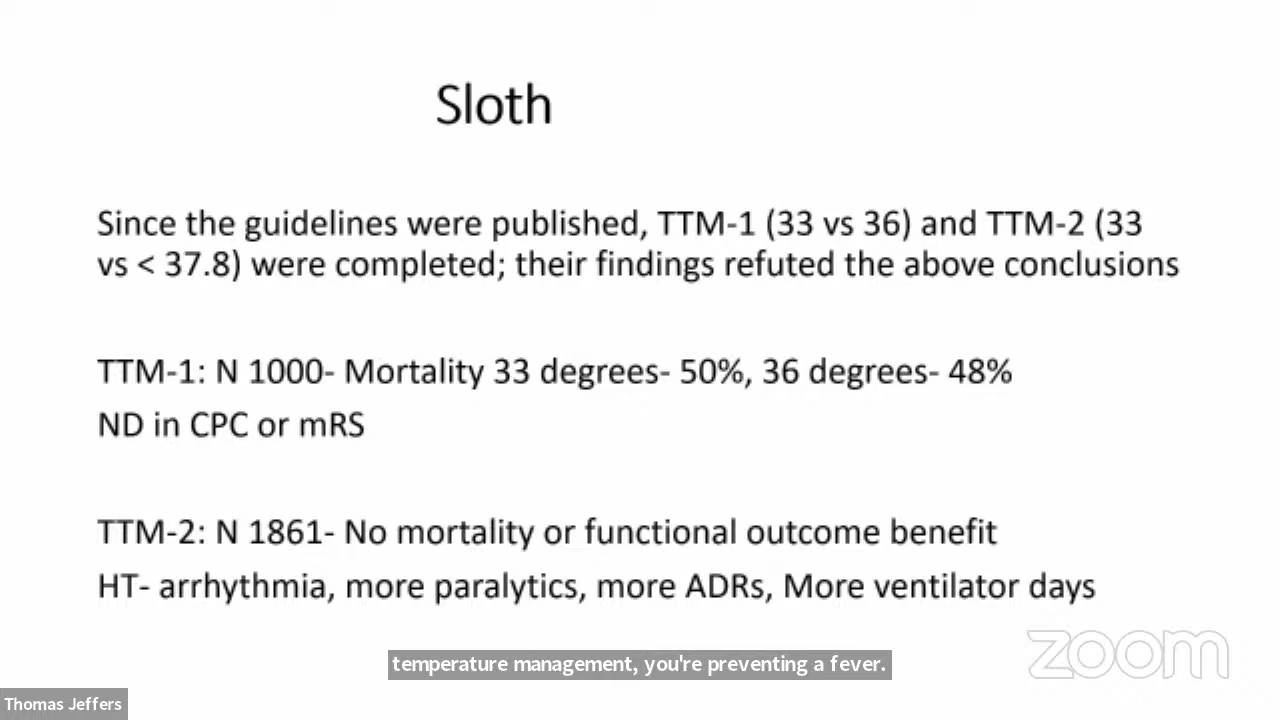 Sloth
Since the guidelines were published, TTM-1 (33 vs 36) and TTM-2 (33
vs < 37.8) were completed; their findings refuted the above conclusions
TTM-1: N 1000- Mortality 33 degrees- 50%, 36 degrees- 48%
ND in CPC or mRS
TTM-2: N 1861- No mortality or functional outcome benefit
HT- arrhythmia, more paralytics, more ADRs, More ventilator days
zoom
temperature management, you're preventing a fever.
Thomas Jeffers